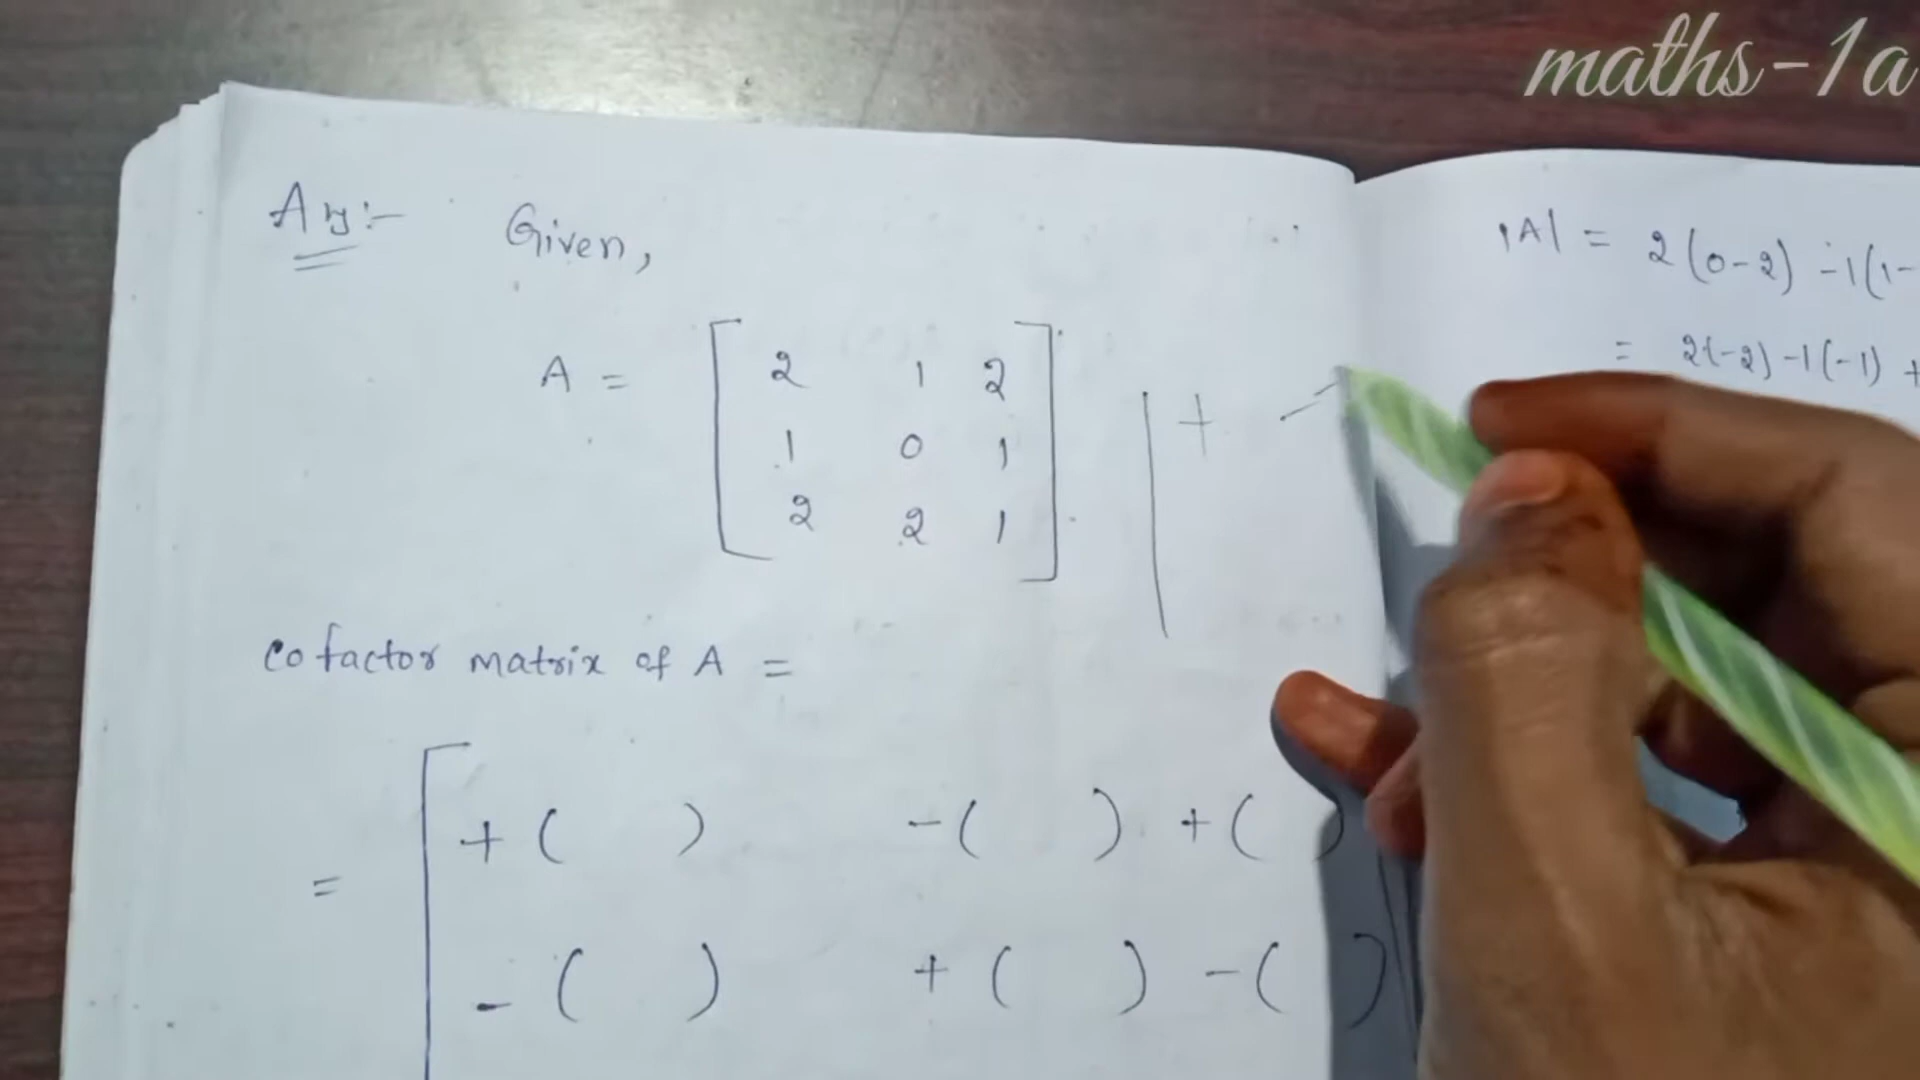 maths-1a
Ans:- Given,
A = [ 2 1 2
1 0 1
2 2 1 ].
| + -
cofactor matrix of A =
= [ +( ) -( ) +( )
-( ) +( ) -( )
|A| = 2(0-2) -1(1-
= 2(-2) -1(-1) +